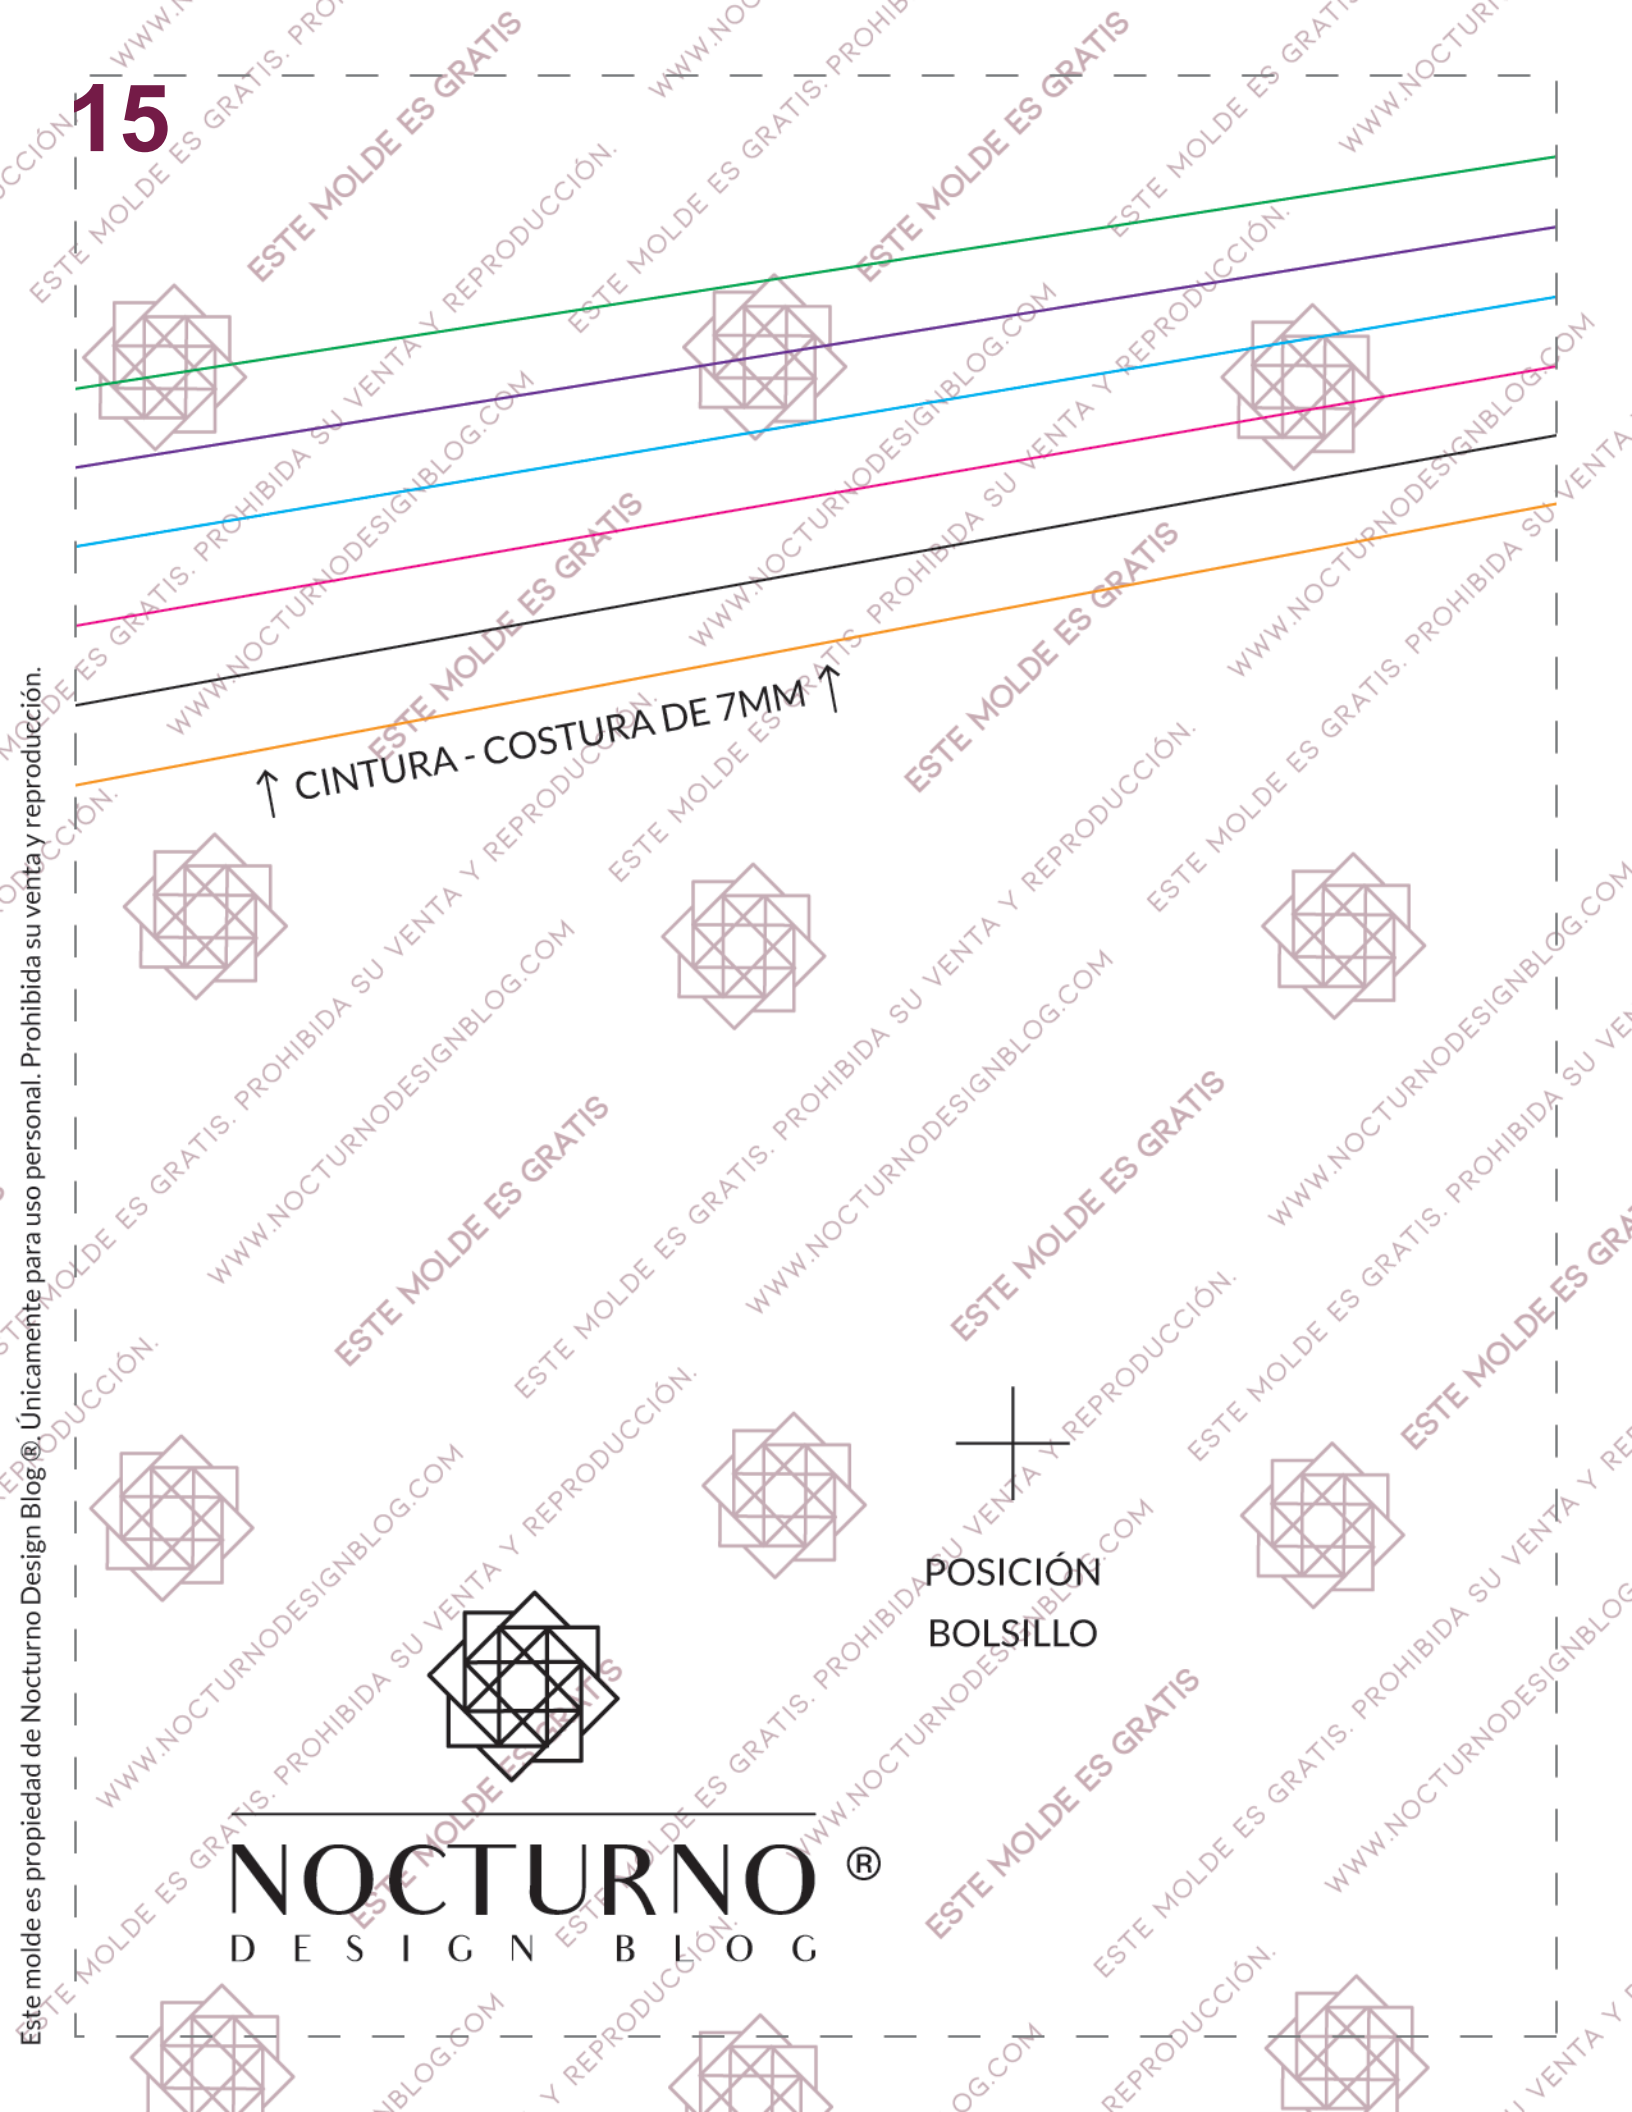 15
CINTURA - COSTURA DE 7MM
POSICIÓN
BOLSILLO
NOCTURNO ®
DESIGN BLOG
Este molde es propiedad de Nocturno Design Blog ®. Únicamente para uso personal. Prohibida su venta y reproducción.
ESTE MOLDE ES GRATIS
ESTE MOLDE ES GRATIS. PROHIBIDA SU VENTA Y REPRODUCCIÓN.
WWW.NOCTURNODESIGNBLOG.COM